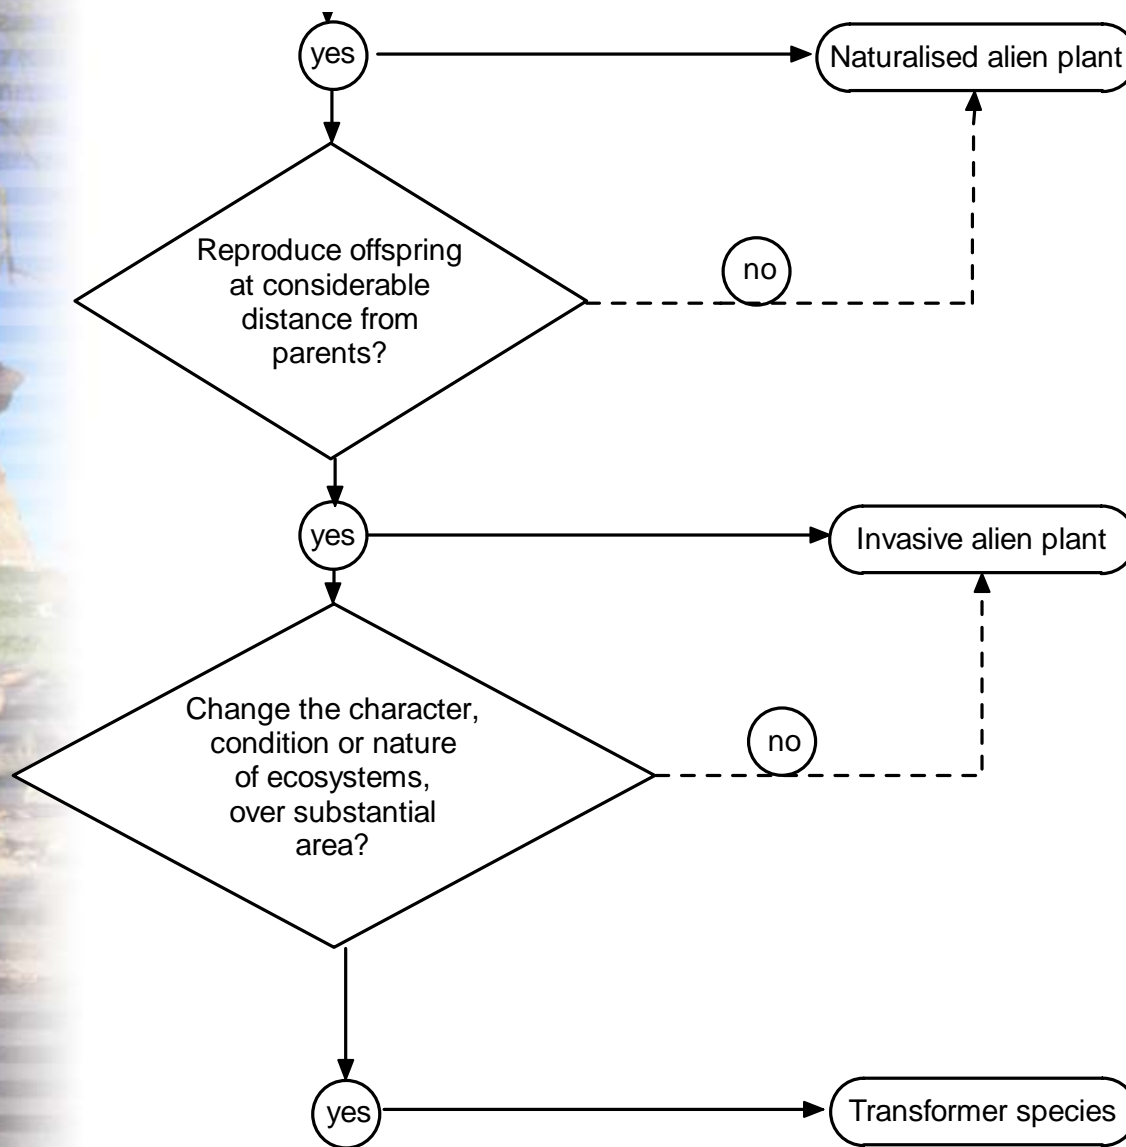 yes
Naturalised alien plant
Reproduce offspring
at considerable
distance from
parents?
no
yes
Invasive alien plant
Change the character,
condition or nature
of ecosystems,
over substantial
area?
no
yes
Transformer species